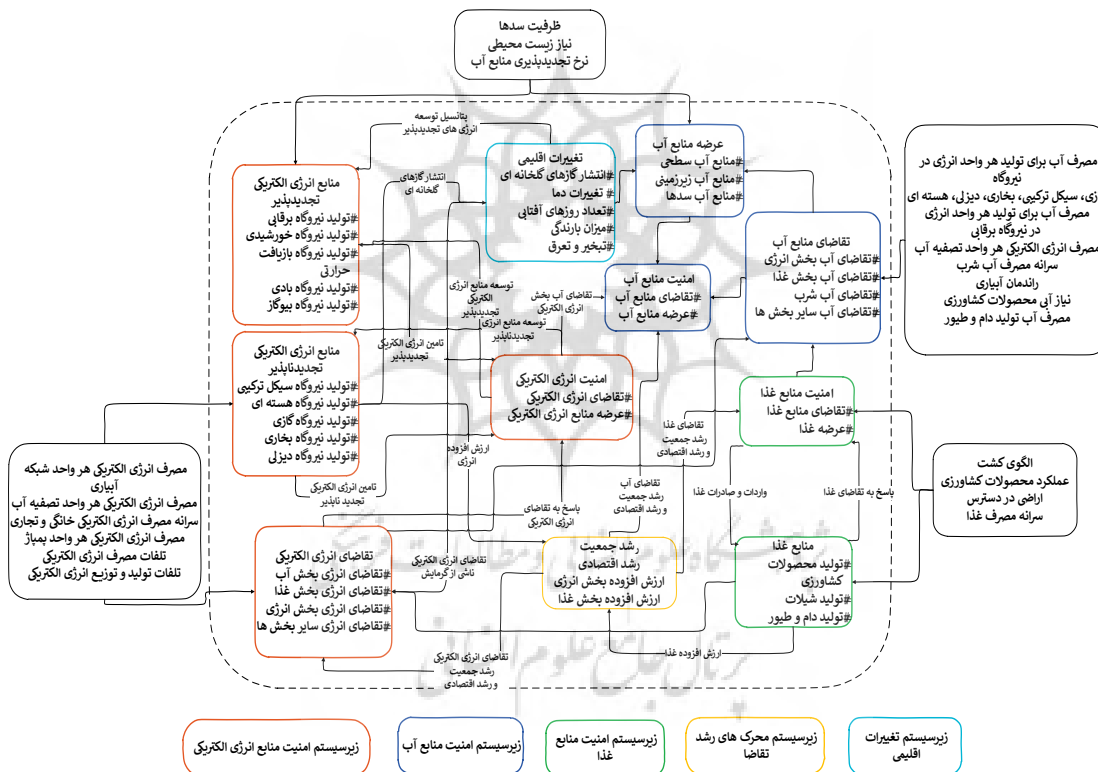 ظرفیت سدها
نیاز زیست محیطی
نرخ تجدیدپذیری منابع آب
پتانسیل توسعه
انرژی های تجدیدپذیر
عرضه منابع آب
#منابع آب سطحی
#منابع آب زیرزمینی
#منابع آب سدها
تغییرات اقلیمی
#انتشار گازهای گلخانه ای
#تغییرات دما
#تعداد روزهای آفتابی
#میزان بارندگی
#تبخیر و تعرق
انتشار گازهای
گلخانه ای
منابع انرژی الکتریکی
تجدیدپذیر
#تولید نیروگاه برقابی
#تولید نیروگاه خورشیدی
#تولید نیروگاه بازیافت
حرارتی
#تولید نیروگاه بادی
#تولید نیروگاه بیوگاز
مصرف آب برای تولید هر واحد انرژی در
نیروگاه
زی، سیکل ترکیبی، بخاری، دیزلی، هسته ای
مصرف آب برای تولید هر واحد انرژی
در نیروگاه برقابی
مصرف انرژی الکتریکی هر واحد تصفیه آب
سرانه مصرف آب شرب
راندمان آبیاری
نیاز آبی محصولات کشاورزی
مصرف آب تولید دام و طیور
تقاضای منابع آب
#تقاضای آب بخش انرژی
#تقاضای آب بخش غذا
#تقاضای آب شرب
#تقاضای آب سایر بخش ها
امنیت منابع آب
#تقاضای منابع آب
#عرضه منابع آب
تقاضای آب بخش
انرژی الکتریکی
توسعه منابع انرژی
الکتریکی
تجدیدپذیر
توسعه منابع انرژی
تجدیدناپذیر
تامین انرژی الکتریکی
تجدیدپذیر
منابع انرژی الکتریکی
تجدیدناپذیر
#تولید نیروگاه سیکل ترکیبی
#تولید نیروگاه هسته ای
#تولید نیروگاه گازی
#تولید نیروگاه بخاری
#تولید نیروگاه دیزلی
امنیت انرژی الکتریکی
#تقاضای انرژی الکتریکی
#عرضه منابع انرژی الکتریکی
امنیت منابع غذا
#تقاضای منابع غذا
#عرضه غذا
ارزش افزوده
انرژی
تقاضای غذا
رشد جمعیت
و رشد اقتصادی
تقاضای آب
رشد جمعیت
و رشد اقتصادی
واردات و صادرات غذا
پاسخ به تقاضای غذا
الگوی کشت
عملکرد محصولات کشاورزی
اراضی در دسترس
سرانه مصرف غذا
مصرف انرژی الکتریکی هر واحد شبکه
آبیاری
مصرف انرژی الکتریکی هر واحد تصفیه آب
سرانه مصرف انرژی الکتریکی خانگی و تجاری
مصرف انرژی الکتریکی هر واحد پمپاژ
تلفات مصرف انرژی الکتریکی
تلفات تولید و توزیع انرژی الکتریکی
تامین انرژی الکتریکی
تجدید ناپذیر
پاسخ به تقاضای
انرژی الکتریکی
تقاضای انرژی الکتریکی
#تقاضای انرژی بخش آب
#تقاضای انرژی بخش غذا
#تقاضای انرژی بخش انرژی
#تقاضای انرژی سایر بخش ها
تقاضای انرژی الکتریکی
ناشی از گرمایش
رشد جمعیت
رشد اقتصادی
ارزش افزوده بخش انرژی
ارزش افزوده بخش غذا
منابع غذا
#تولید محصولات
کشاورزی
#تولید شیلات
#تولید دام و طیور
ارزش افزوده غذا
تقاضای انرژی الکتریکی
رشد جمعیت
و رشد اقتصادی
پژوهشگاه علوم انسانی و مطالعات فرهنگی
پرتال جامع علوم انسانی
زیرسیستم تغییرات
اقلیمی
زیرسیستم محرک های رشد
تقاضا
زیرسیستم امنیت منابع
غذا
زیرسیستم امنیت منابع آب
زیرسیستم امنیت منابع انرژی الکتریکی